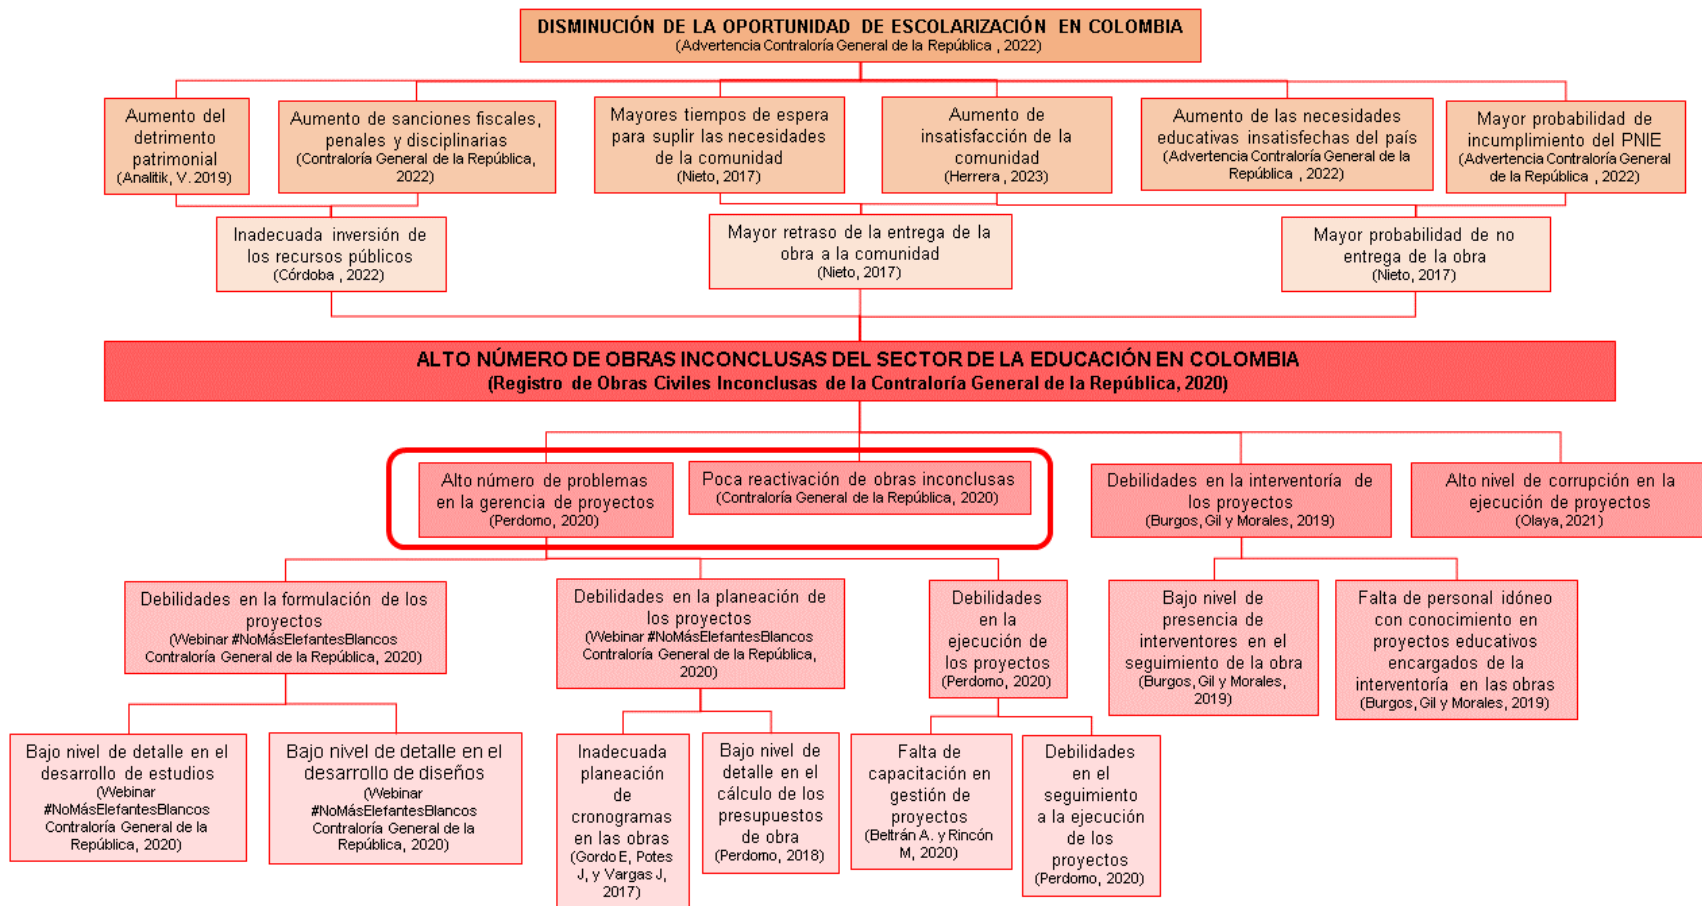 DISMINUCIÓN DE LA OPORTUNIDAD DE ESCOLARIZACIÓN EN COLOMBIA
(Advertencia Contraloría General de la República , 2022)
Aumento del
detrimento
patrimonial
(Analitik, V. 2019)
Aumento de sanciones fiscales,
penales y disciplinarias
(Contraloría General de la República,
2022)
Mayores tiempos de espera
para suplir las necesidades
de la comunidad
(Nieto, 2017)
Aumento de
insatisfacción de la
comunidad
(Herrera, 2023)
Aumento de las necesidades
educativas insatisfechas del país
(Advertencia Contraloría General de la
República , 2022)
Mayor probabilidad de
incumplimiento del PNIE
(Advertencia Contraloría General
de la República , 2022)
Inadecuada inversión de
los recursos públicos
(Córdoba , 2022)
Mayor retraso de la entrega de la
obra a la comunidad
(Nieto, 2017)
Mayor probabilidad de no
entrega de la obra
(Nieto, 2017)
ALTO NÚMERO DE OBRAS INCONCLUSAS DEL SECTOR DE LA EDUCACIÓN EN COLOMBIA
(Registro de Obras Civiles Inconclusas de la Contraloría General de la República, 2020)
Alto número de problemas
en la gerencia de proyectos
(Perdomo, 2020)
Poca reactivación de obras inconclusas
(Contraloría General de la República, 2020)
Debilidades en la interventoría de
los proyectos
(Burgos, Gil y Morales, 2019)
Alto nivel de corrupción en la
ejecución de proyectos
(Olaya, 2021)
Debilidades en la formulación de los
proyectos
(Webinar #NoMásElefantesBlancos
Contraloría General de la República, 2020)
Debilidades en la planeación de
los proyectos
(Webinar #NoMásElefantesBlancos
Contraloría General de la República,
2020)
Debilidades
en la
ejecución de
los proyectos
(Perdomo, 2020)
Bajo nivel de
presencia de
interventores en el
seguimiento de la obra
(Burgos, Gil y Morales,
2019)
Falta de personal idóneo
con conocimiento en
proyectos educativos
encargados de la
interventoría en las obras
(Burgos, Gil y Morales, 2019)
Bajo nivel de detalle en el
desarrollo de estudios
(Webinar
#NoMásElefantesBlancos
Contraloría General de la
República, 2020)
Bajo nivel de detalle en el
desarrollo de diseños
(Webinar
#NoMásElefantesBlancos
Contraloría General de la
República, 2020)
Inadecuada
planeación
de
cronogramas
en las obras
(Gordo E, Potes
J, y Vargas J,
2017)
Bajo nivel de
detalle en el
cálculo de los
presupuestos
de obra
(Perdomo, 2018)
Falta de
capacitación en
gestión de
proyectos
(Beltrán A. y Rincón
M, 2020)
Debilidades
en el
seguimiento
a la ejecución
de los
proyectos
(Perdomo, 2020)